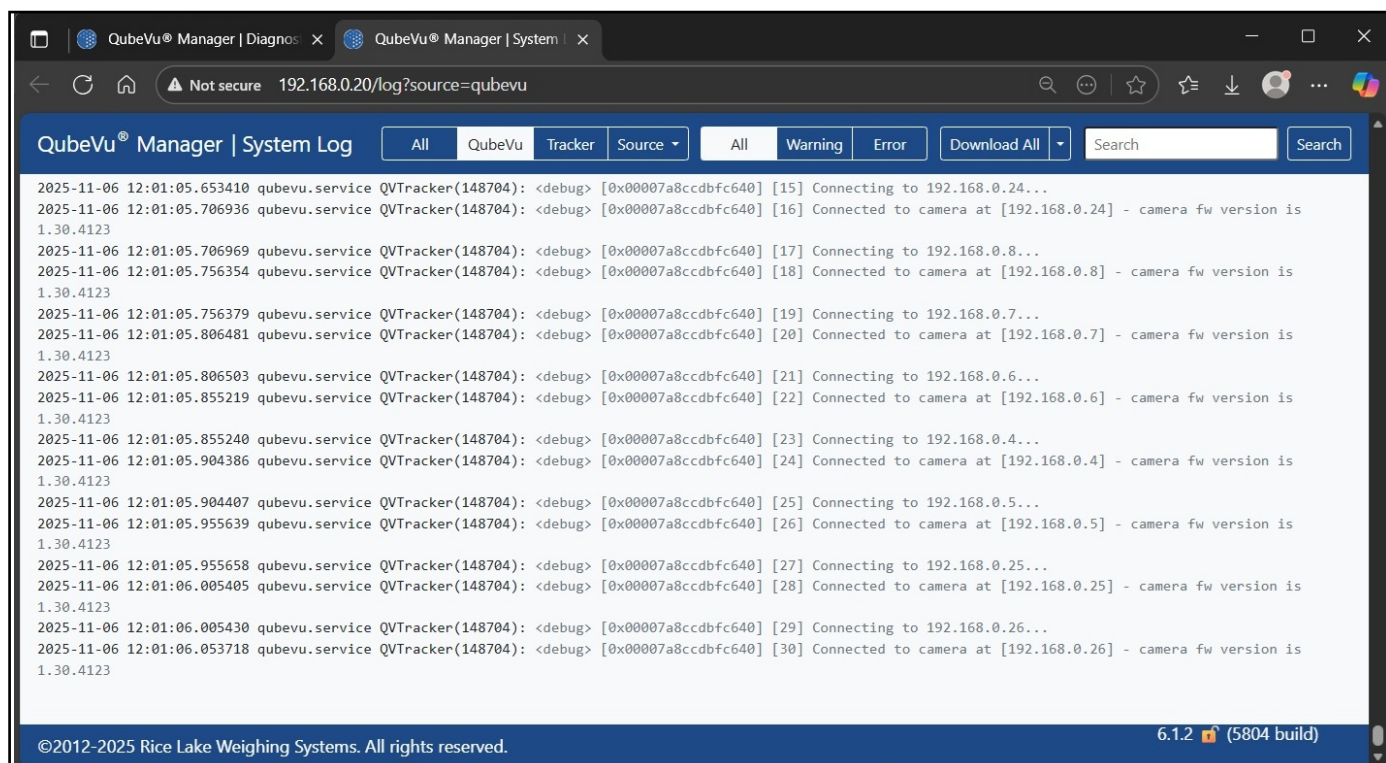 QubeVu® Manager | Diagnos
QubeVu® Manager | System
Not secure 192.168.0.20/log?source=qubevu
QubeVu® Manager | System Log All QubeVu Tracker Source All Warning Error Download All Search Search
2025-11-06 12:01:05.653410 qubevu.service QVTracker(148704): <debug> [0x00007a8ccdbfc640] [15] Connecting to 192.168.0.24...
2025-11-06 12:01:05.706936 qubevu.service QVTracker(148704): <debug> [0x00007a8ccdbfc640] [16] Connected to camera at [192.168.0.24] - camera fw version is
1.30.4123
2025-11-06 12:01:05.706969 qubevu.service QVTracker(148704): <debug> [0x00007a8ccdbfc640] [17] Connecting to 192.168.0.8...
2025-11-06 12:01:05.756354 qubevu.service QVTracker(148704): <debug> [0x00007a8ccdbfc640] [18] Connected to camera at [192.168.0.8] - camera fw version is
1.30.4123
2025-11-06 12:01:05.756379 qubevu.service QVTracker(148704): <debug> [0x00007a8ccdbfc640] [19] Connecting to 192.168.0.7...
2025-11-06 12:01:05.806481 qubevu.service QVTracker(148704): <debug> [0x00007a8ccdbfc640] [20] Connected to camera at [192.168.0.7] - camera fw version is
1.30.4123
2025-11-06 12:01:05.806503 qubevu.service QVTracker(148704): <debug> [0x00007a8ccdbfc640] [21] Connecting to 192.168.0.6...
2025-11-06 12:01:05.855219 qubevu.service QVTracker(148704): <debug> [0x00007a8ccdbfc640] [22] Connected to camera at [192.168.0.6] - camera fw version is
1.30.4123
2025-11-06 12:01:05.855240 qubevu.service QVTracker(148704): <debug> [0x00007a8ccdbfc640] [23] Connecting to 192.168.0.4...
2025-11-06 12:01:05.904386 qubevu.service QVTracker(148704): <debug> [0x00007a8ccdbfc640] [24] Connected to camera at [192.168.0.4] - camera fw version is
1.30.4123
2025-11-06 12:01:05.904407 qubevu.service QVTracker(148704): <debug> [0x00007a8ccdbfc640] [25] Connecting to 192.168.0.5...
2025-11-06 12:01:05.955639 qubevu.service QVTracker(148704): <debug> [0x00007a8ccdbfc640] [26] Connected to camera at [192.168.0.5] - camera fw version is
1.30.4123
2025-11-06 12:01:05.955658 qubevu.service QVTracker(148704): <debug> [0x00007a8ccdbfc640] [27] Connecting to 192.168.0.25...
2025-11-06 12:01:06.005405 qubevu.service QVTracker(148704): <debug> [0x00007a8ccdbfc640] [28] Connected to camera at [192.168.0.25] - camera fw version is
1.30.4123
2025-11-06 12:01:06.005430 qubevu.service QVTracker(148704): <debug> [0x00007a8ccdbfc640] [29] Connecting to 192.168.0.26...
2025-11-06 12:01:06.053718 qubevu.service QVTracker(148704): <debug> [0x00007a8ccdbfc640] [30] Connected to camera at [192.168.0.26] - camera fw version is
1.30.4123
©2012-2025 Rice Lake Weighing Systems. All rights reserved. 6.1.2 (5804 build)